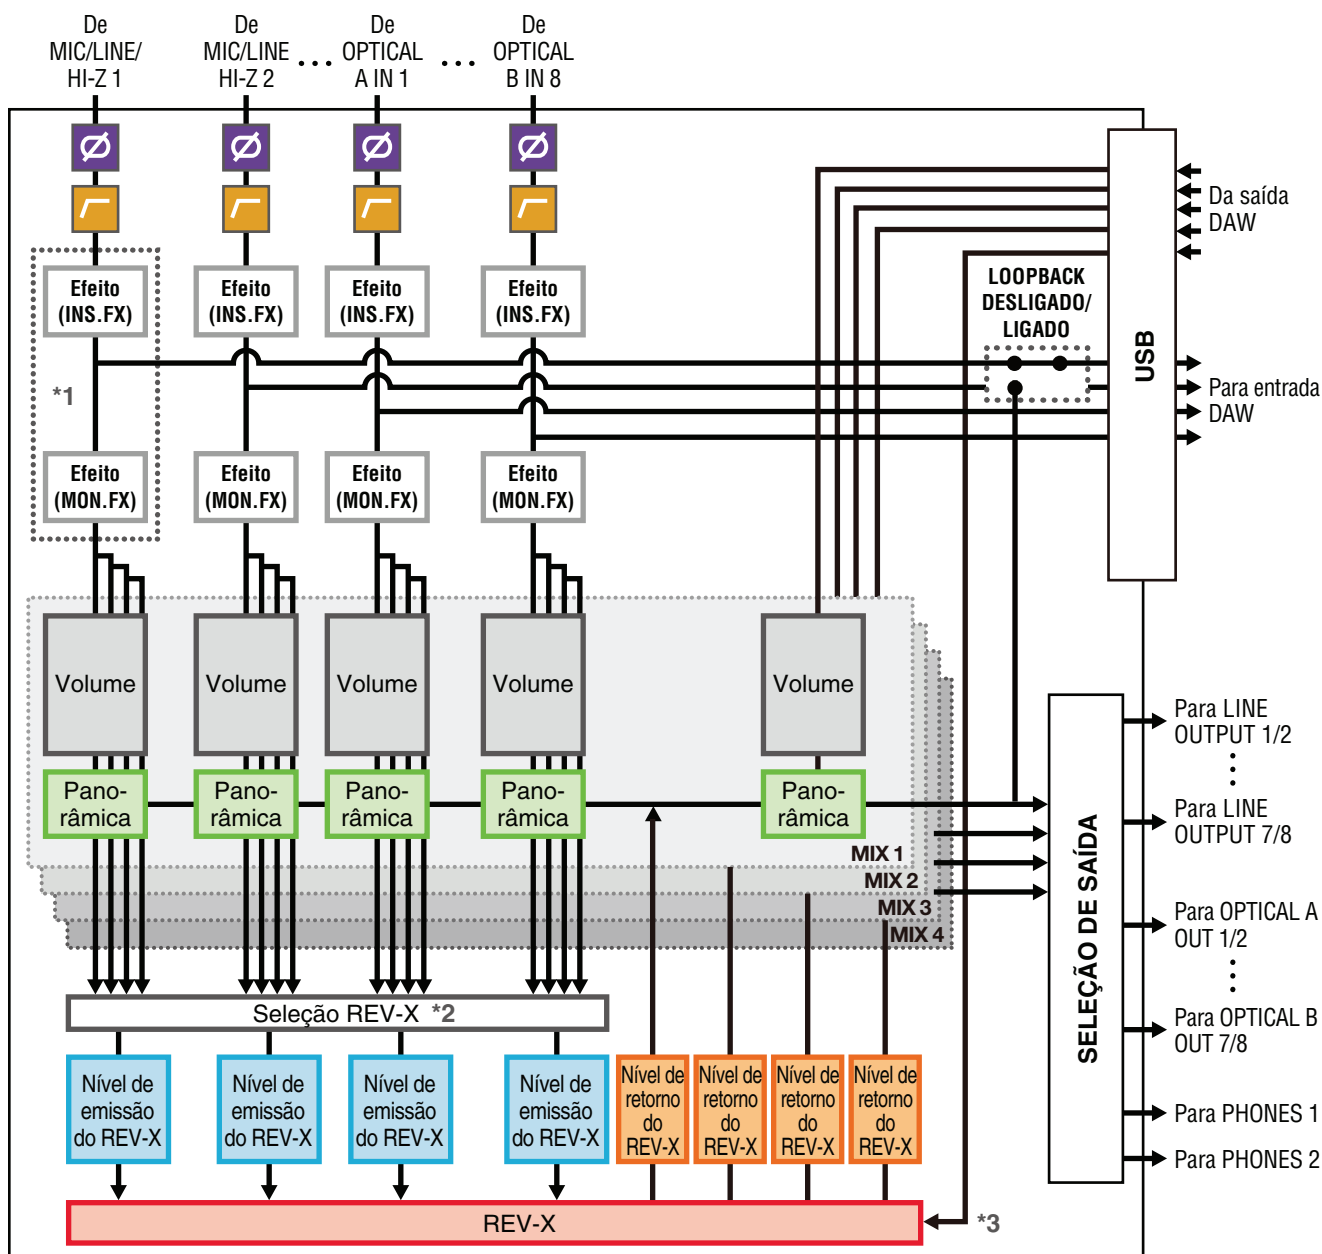 De
MIC/LINE/
HI-Z 1
De
MIC/LINE
HI-Z 2
De
OPTICAL
A IN 1
De
OPTICAL
B IN 8
Ø
Ø
Ø
Ø
Da saída
DAW
Efeito
(INS.FX)
Efeito
(INS.FX)
Efeito
(INS.FX)
Efeito
(INS.FX)
LOOPBACK
DESLIGADO/
LIGADO
USB
*1
Para entrada
DAW
Efeito
(MON.FX)
Efeito
(MON.FX)
Efeito
(MON.FX)
Efeito
(MON.FX)
Volume
Volume
Volume
Volume
Volume
Pano-
râmica
Pano-
râmica
Pano-
râmica
Pano-
râmica
Pano-
râmica
MIX 1
MIX 2
MIX 3
MIX 4
SELEÇÃO DE SAÍDA
Para LINE
OUTPUT 1/2
Para LINE
OUTPUT 7/8
Para OPTICAL A
OUT 1/2
Para OPTICAL B
OUT 7/8
Para PHONES 1
Para PHONES 2
Seleção REV-X *2
Nível de
emissão
do REV-X
Nível de
emissão
do REV-X
Nível de
emissão
do REV-X
Nível de
emissão
do REV-X
Nível de
retorno
do
REV-X
Nível de
retorno
do
REV-X
Nível de
retorno
do
REV-X
Nível de
retorno
do
REV-X
REV-X
*3